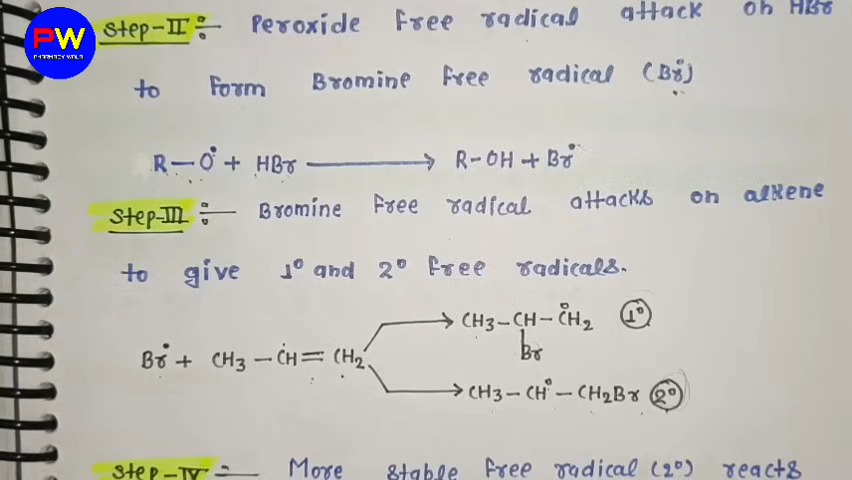 PW
PHARMACY WALA
Step-II :- Peroxide free radical attack on HBr
to form Bromine free radical (Br•)
R—O• + HBr ⟶ R-OH + Br•
Step-III :- Bromine free radical attacks on alkene
to give 1° and 2° free radicals.
CH3-CH-CH2 1°
Br
Br• + CH3-CH=CH2
CH3-CH•-CH2Br 2°
Step-IV :- More stable free radical (2°) reacts